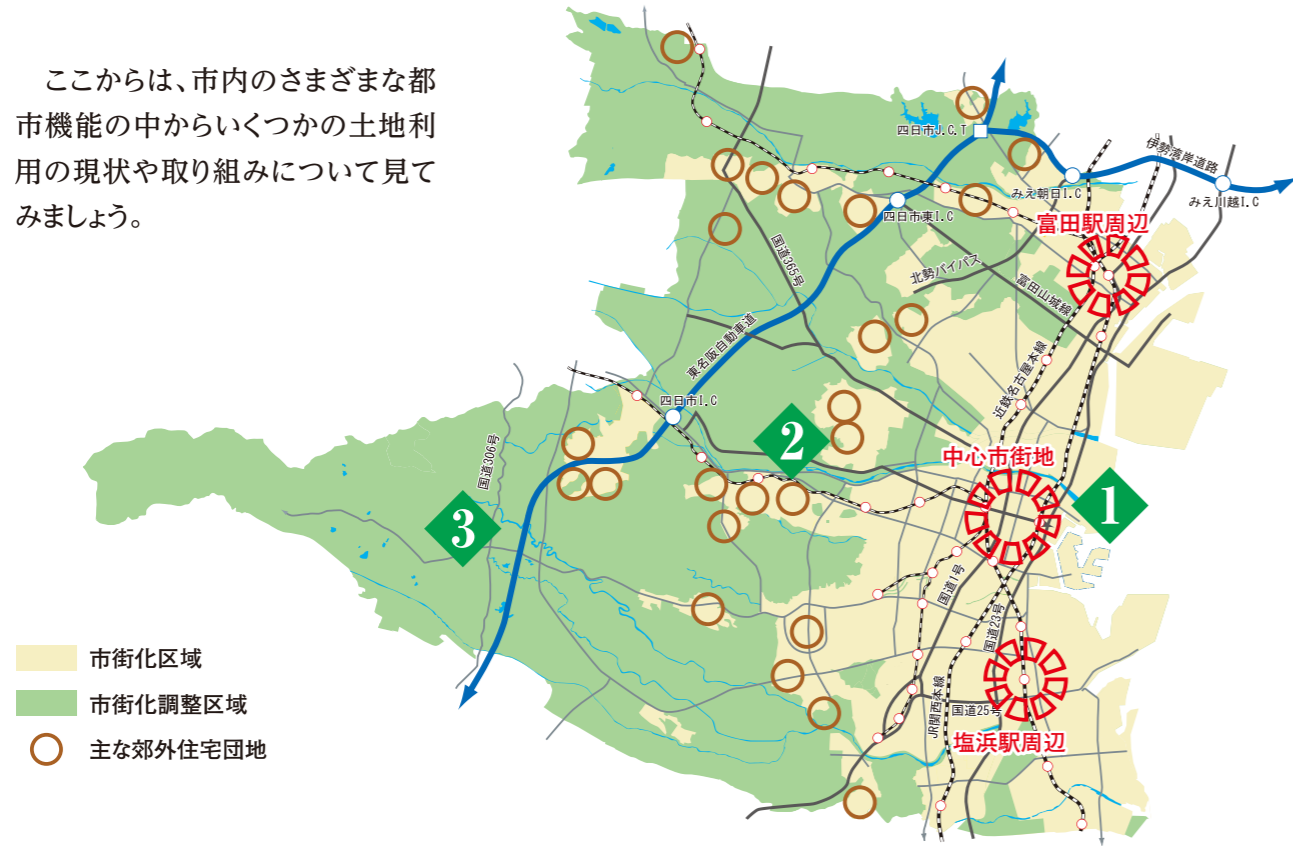 ここからは、市内のさまざまな都
市機能の中からいくつかの土地利
用の現状や取り組みについて見て
みましょう。
四日市J.C.T
伊勢湾岸道路
みえ朝日I.C
みえ川越I.C
四日市東I.C
富田駅周辺
国道365号
北勢バイパス
富田山城線
東名阪自動車道
近鉄名古屋本線
四日市I.C
2
中心市街地
国道306号
3
1
国道1号
国道23号
市街化区域
市街化調整区域
JR関西本線
国道25号
塩浜駅周辺
主な郊外住宅団地